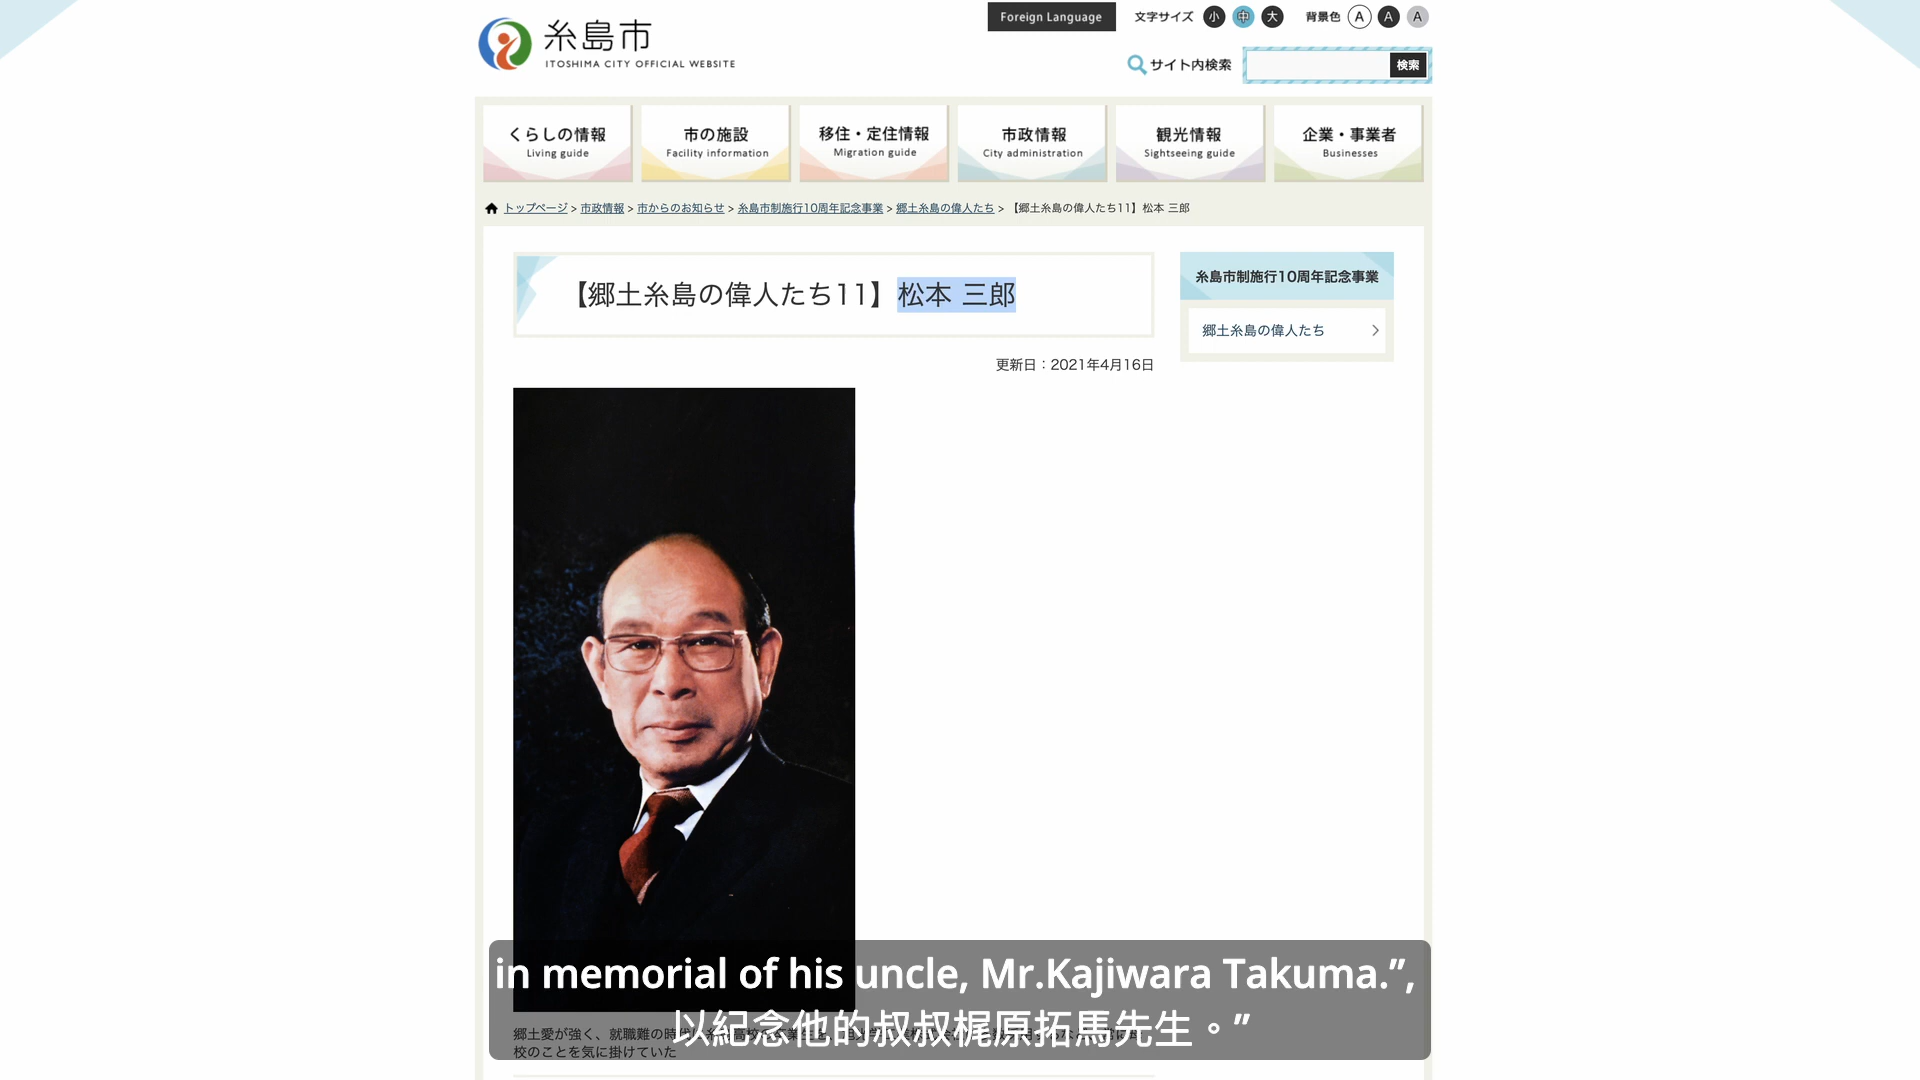 糸島市
ITOSHIMA CITY OFFICIAL WEBSITE
Foreign Language
文字サイズ 小 中 大 背景色 A A A
サイト内検索 検索
くらしの情報
Living guide
市の施設
Facility information
移住・定住情報
Migration guide
市政情報
City administration
観光情報
Sightseeing guide
企業・事業者
Businesses
トップページ > 市政情報 > 市からのお知らせ > 糸島市制施行10周年記念事業 > 郷土糸島の偉人たち > 【郷土糸島の偉人たち11】松本 三郎
【郷土糸島の偉人たち11】松本 三郎
糸島市制施行10周年記念事業
郷土糸島の偉人たち
更新日：2021年4月16日
in memorial of his uncle, Mr.Kajiwara Takuma.”,
以紀念他的叔叔梶原拓馬先生。”
郷土愛が強く、就職難の時代
校のことを気に掛けていた